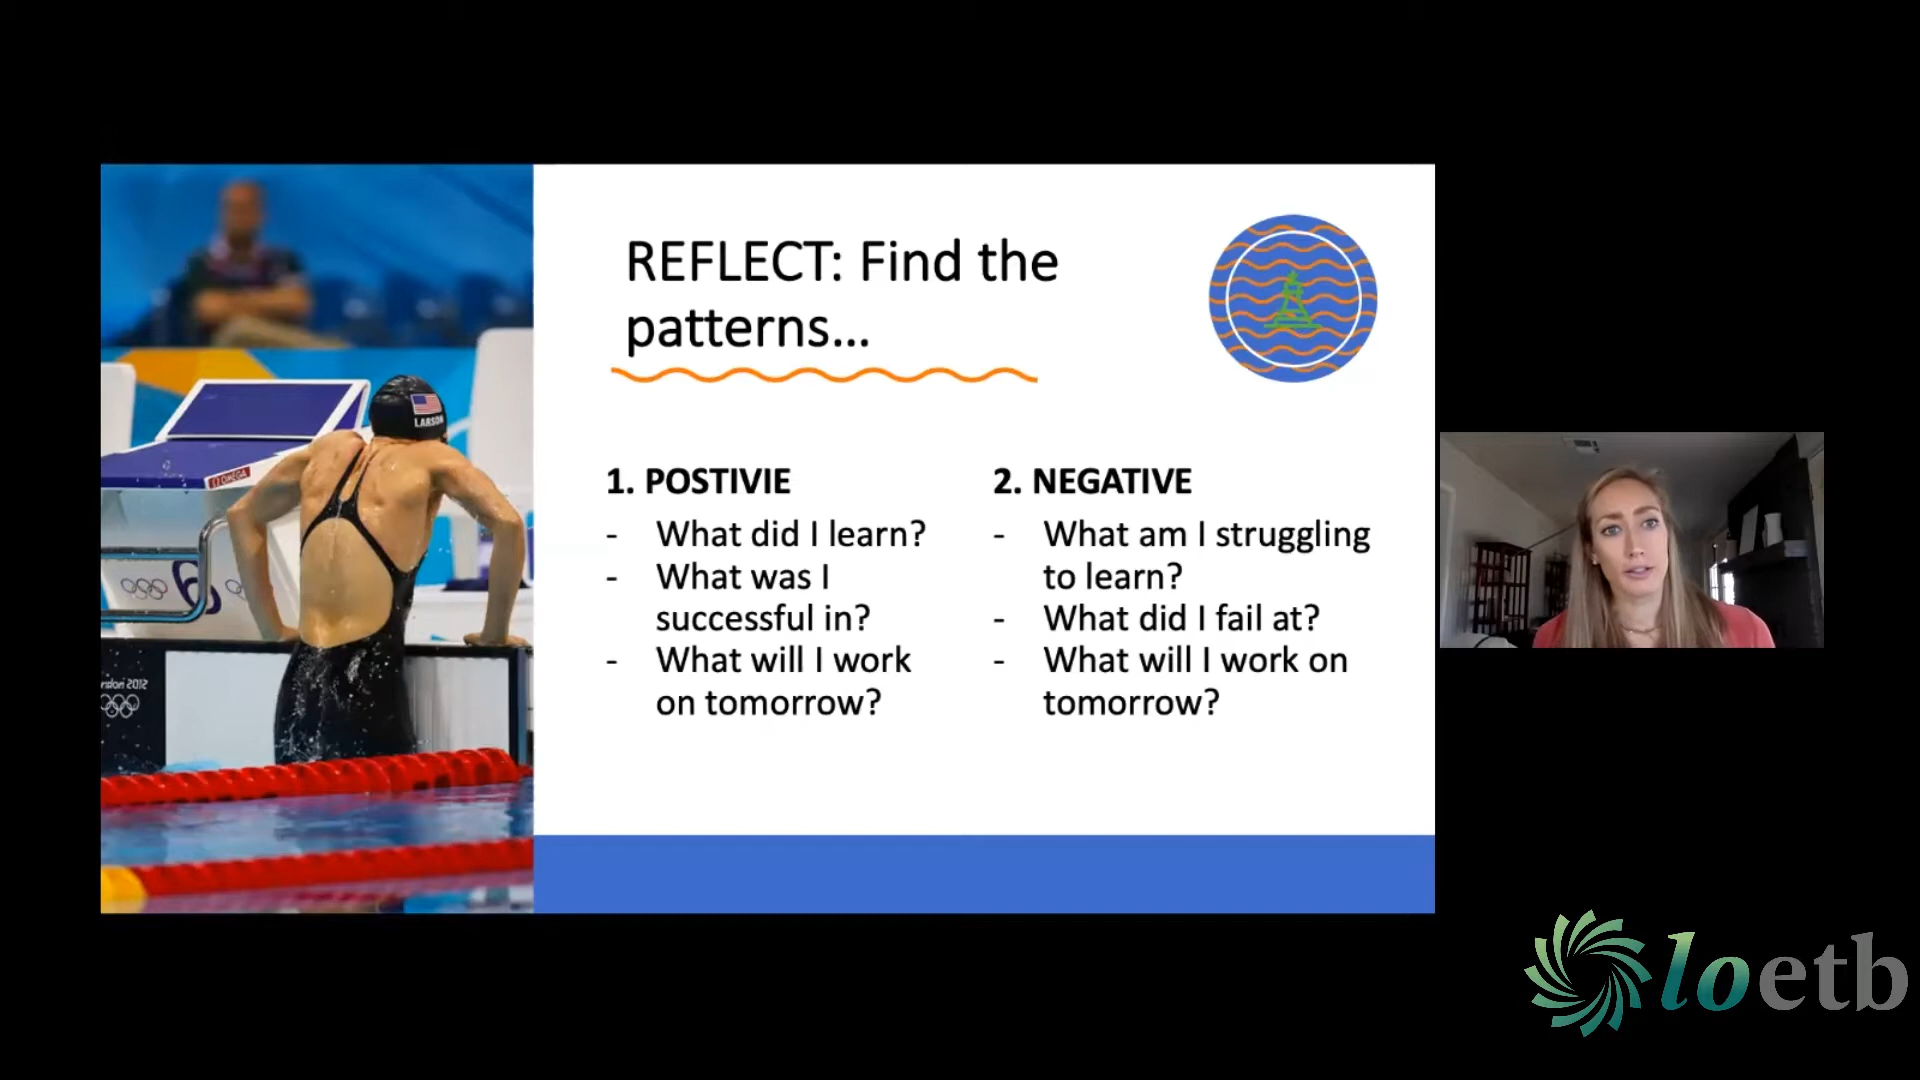 REFLECT: Find the
patterns...
1. POSTIVIE
- What did I learn?
- What was I
successful in?
- What will I work
on tomorrow?
2. NEGATIVE
- What am I struggling
to learn?
- What did I fail at?
- What will I work on
tomorrow?
LARSON
OMEGA
6
2012
loetb